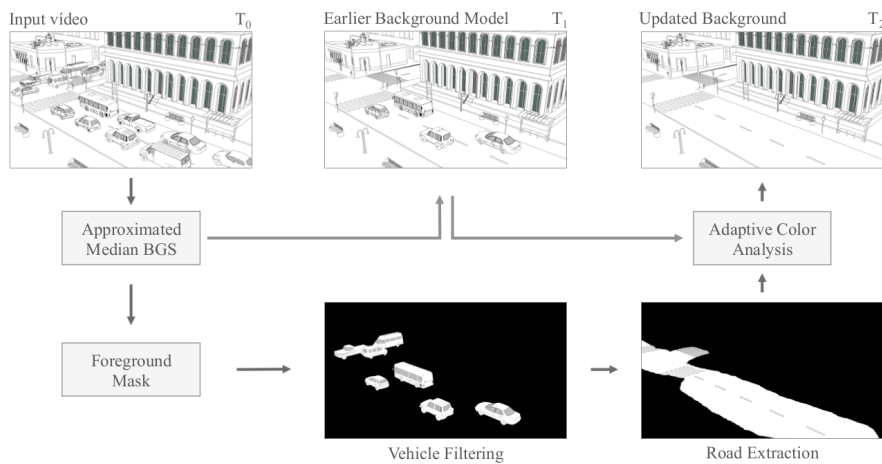 Input vídeo T0
Earlier Background Model T1
Updated Background T2
Approximated
Median BGS
Adaptive Color
Analysis
Foreground
Mask
Vehicle Filtering
Road Extraction